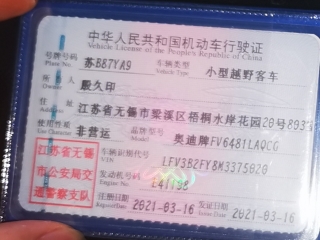 中华人民共和国机动车行驶证
Vehicle License of the People's Republic of China
号牌号码 苏BB7YA9 车辆类型 小型越野客车
Plate No. Vehicle Type
所有人 殷久印
Owner
住址 江苏省无锡市梁溪区梧桐水岸花园20号893
Address
使用性质 非营运 品牌型号 奥迪牌FV6481LAQCG
Use Character Model
江苏省无锡 车辆识别代号 LFV3B2FY8M3375020
VIN
市公安局交 发动机号码
Engine No.
通警察支队 注册日期 2021-03-16 发证日期 2021-03-16
Register Date Issue Date